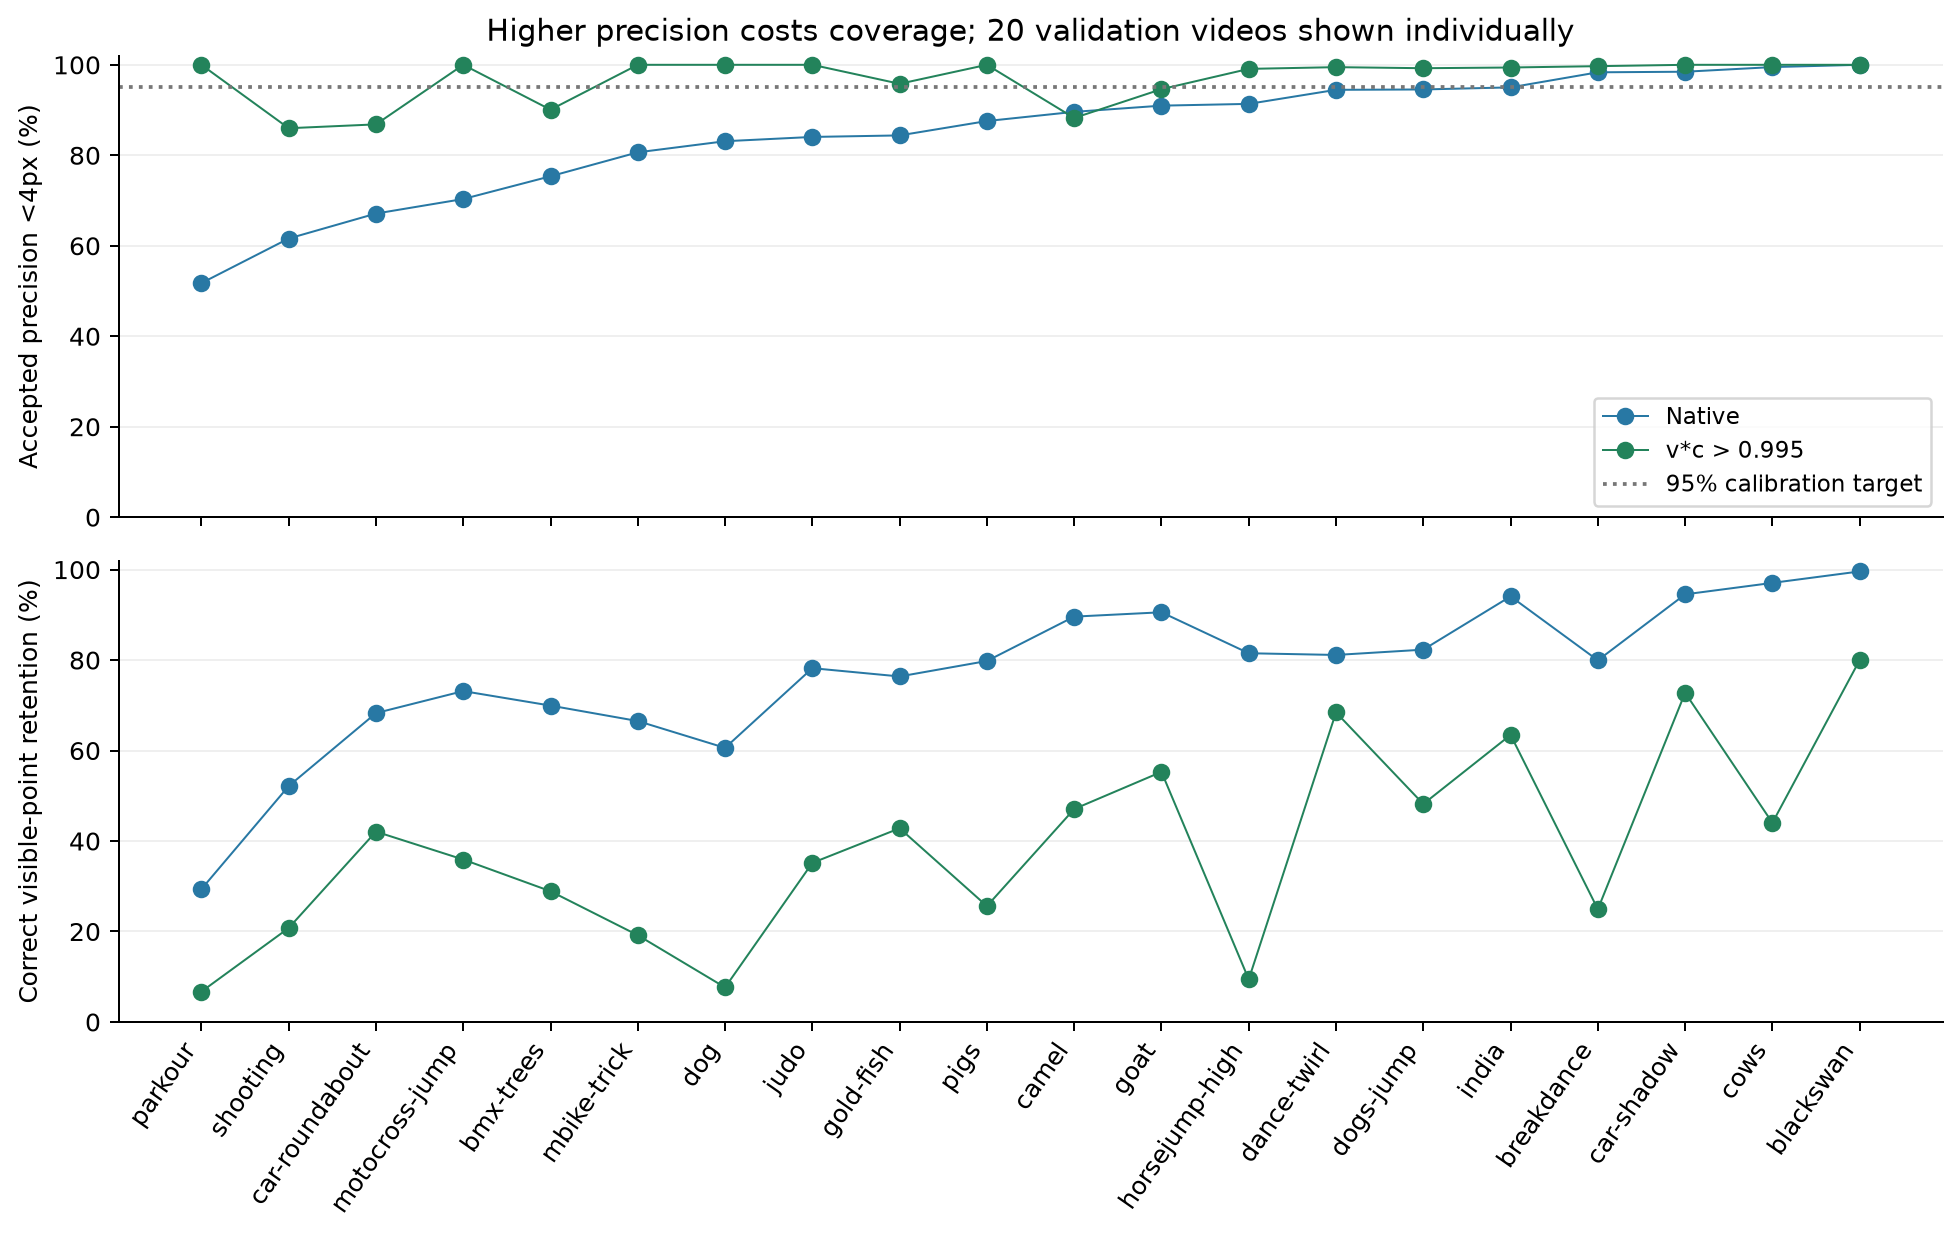 Higher precision costs coverage; 20 validation videos shown individually
Accepted precision <4px (%)
100
80
60
40
20
0
Native
v*c > 0.995
95% calibration target
Correct visible-point retention (%)
100
80
60
40
20
0
parkour
shooting
car-roundabout
motocross-jump
bmx-trees
mbike-trick
dog
judo
gold-fish
pigs
camel
goat
horsejump-high
dance-twirl
dogs-jump
india
breakdance
car-shadow
cows
blackswan